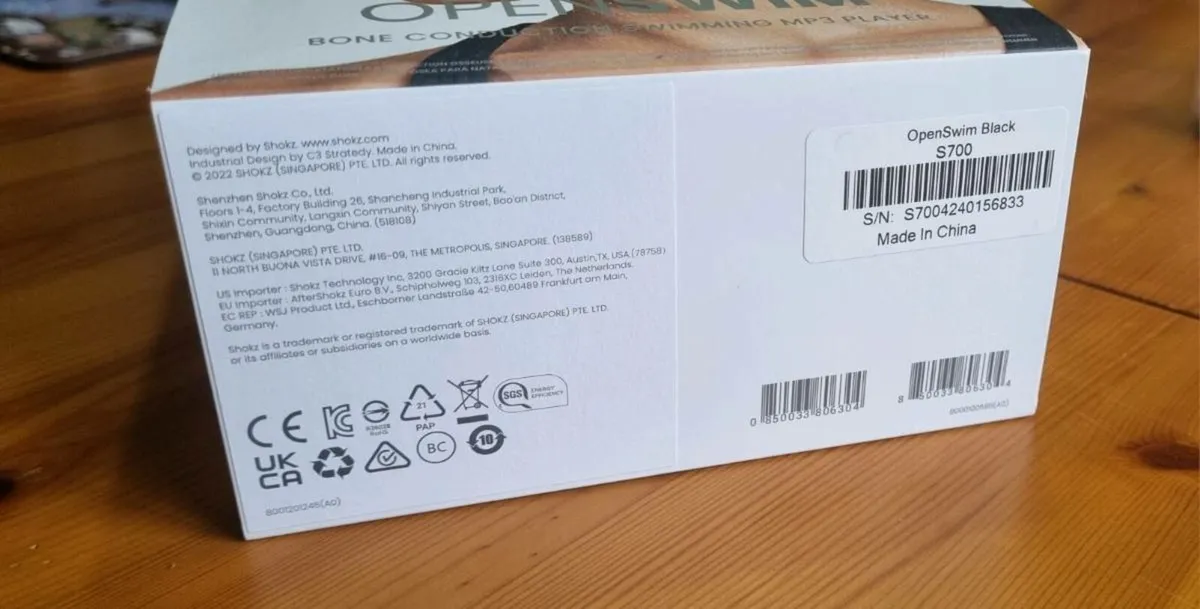 OPENSWIM
BONE CONDUCTION SWIMMING MP3 PLAYER
Designed by Shokz. www.shokz.com
Industrial Design by C3 Stratedy. Made in China.
© 2022 SHOKZ (SINGAPORE) PTE. LTD. All rights reserved.
Shenzhen Shokz Co., Ltd.
Floors 1-4, Factory Building 26, Shancheng Industrial Park,
Shixin Community, Langxin Community, Shiyan Street, Bao'an District,
Shenzhen, Guangdong, China. (518108)
SHOKZ (SINGAPORE) PTE. LTD.
11 NORTH BUONA VISTA DRIVE, #16-09, THE METROPOLIS, SINGAPORE. (138589)
US Importer : Shokz Technology Inc, 3200 Gracie Kiltz Lane Suite 300, Austin,TX, USA.(78758)
EU Importer : AfterShokz Euro B.V., Schipholweg 103, 2316XC Leiden, The Netherlands.
EC REP : WSJ Product Ltd., Eschborner Landstraße 42-50,60489 Frankfurt am Main,
Germany.
Shokz is a trademark or registered trademark of SHOKZ (SINGAPORE) PTE. LTD.
or its affiliates or subsidiaries on a worldwide basis.
CE
21
PAP
SGS ENERGY
EFFICIENCY
UK
CA
BC
10
8001201245(A0)
OpenSwim Black
S700
S/N: S7004240156833
Made In China
0 850033 806304
8 50033 80630 4